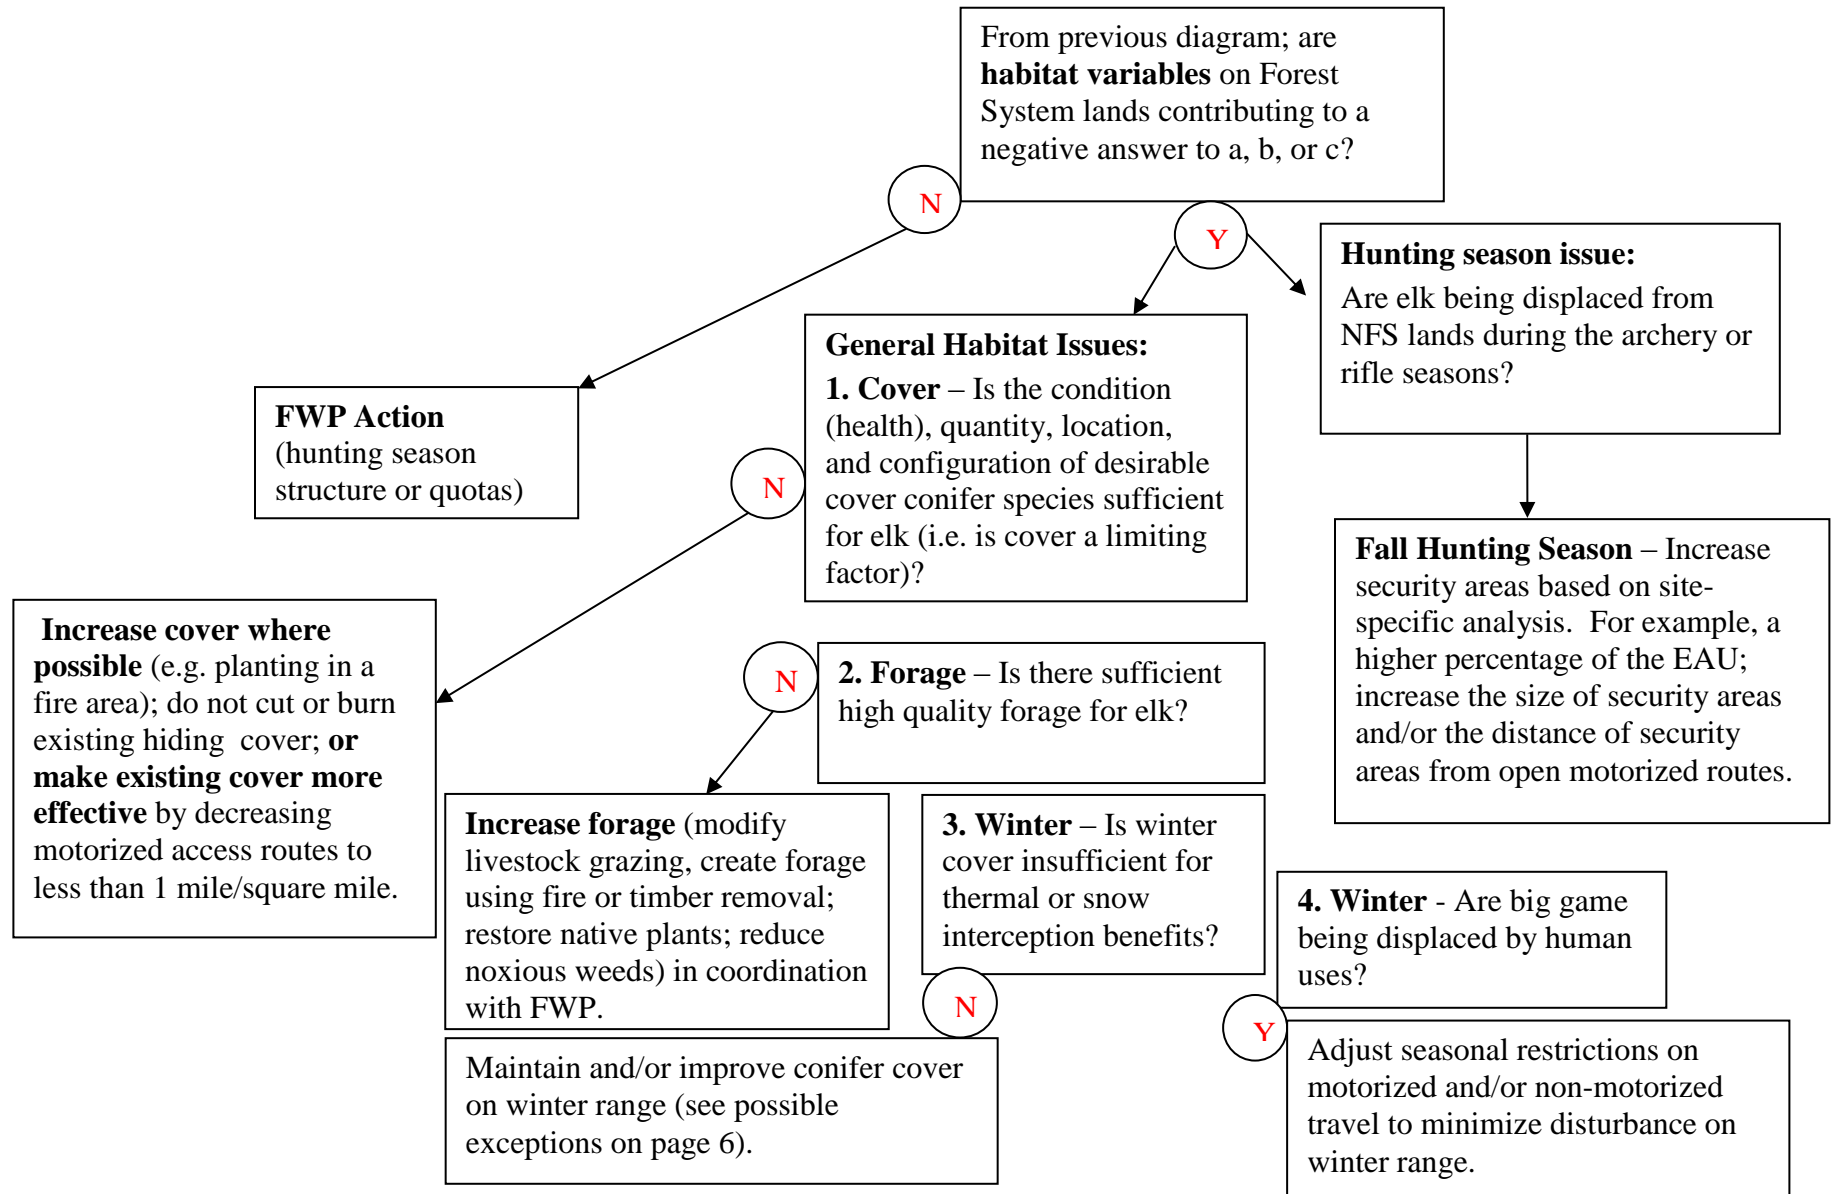 From previous diagram; are
habitat variables on Forest
System lands contributing to a
negative answer to a, b, or c?
N
Y
Hunting season issue:
Are elk being displaced from
NFS lands during the archery or
rifle seasons?
General Habitat Issues:
1. Cover – Is the condition
(health), quantity, location,
and configuration of desirable
cover conifer species sufficient
for elk (i.e. is cover a limiting
factor)?
FWP Action
(hunting season
structure or quotas)
N
Fall Hunting Season – Increase
security areas based on site-
specific analysis.  For example, a
higher percentage of the EAU;
increase the size of security areas
and/or the distance of security
areas from open motorized routes.
Increase cover where
possible (e.g. planting in a
fire area); do not cut or burn
existing hiding  cover; or
make existing cover more
effective by decreasing
motorized access routes to
less than 1 mile/square mile.
N
2. Forage – Is there sufficient
high quality forage for elk?
Increase forage (modify
livestock grazing, create forage
using fire or timber removal;
restore native plants; reduce
noxious weeds) in coordination
with FWP.
3. Winter – Is winter
cover insufficient for
thermal or snow
interception benefits?
N
4. Winter - Are big game
being displaced by human
uses?
Y
Maintain and/or improve conifer cover
on winter range (see possible
exceptions on page 6).
Adjust seasonal restrictions on
motorized and/or non-motorized
travel to minimize disturbance on
winter range.